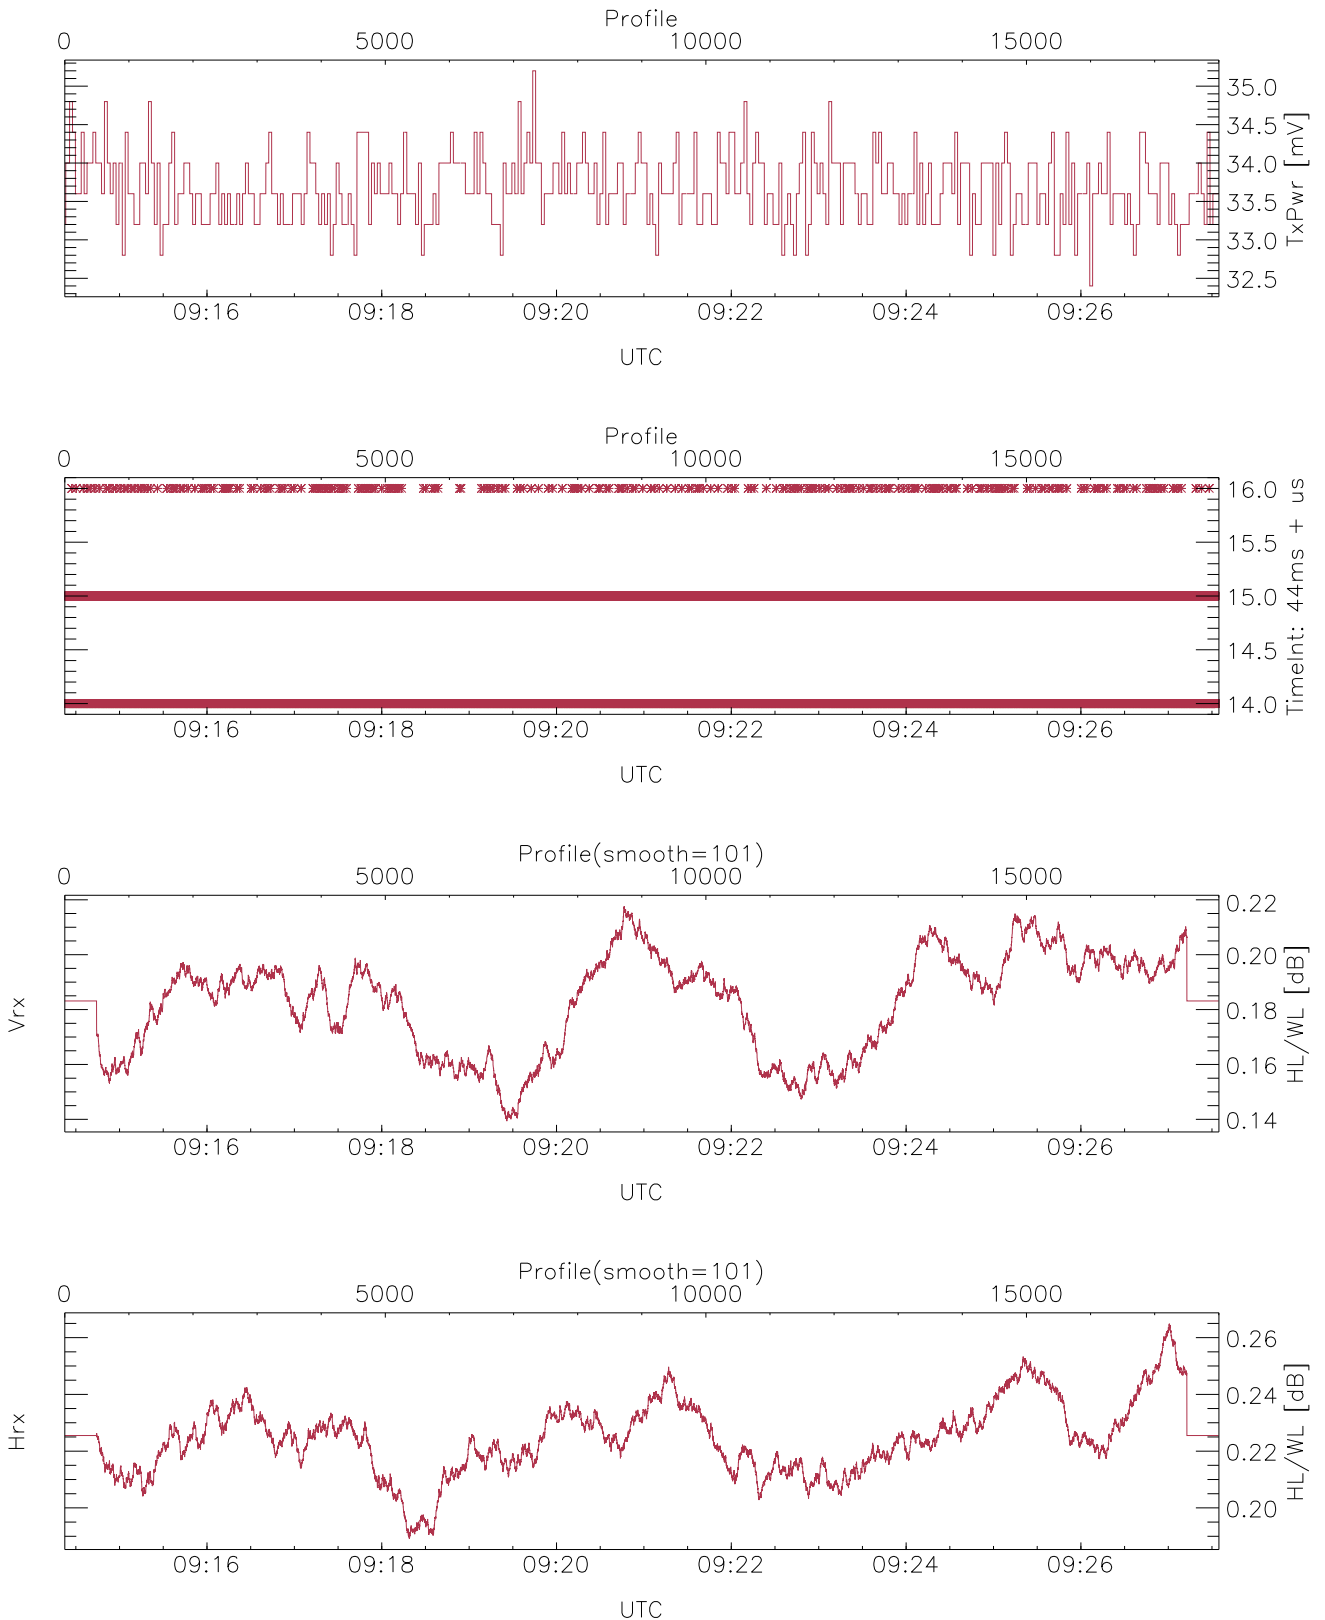 Profile
0 5000 10000 15000
35.0
34.5
34.0
33.5
33.0
32.5
TxPwr [mV]
09:16 09:18 09:20 09:22 09:24 09:26
UTC
Profile
0 5000 10000 15000
16.0
15.5
15.0
14.5
14.0
TimeInt: 44ms + us
09:16 09:18 09:20 09:22 09:24 09:26
UTC
Profile(smooth=101)
0 5000 10000 15000
Vrx
0.22
0.20
0.18
0.16
0.14
HL/WL [dB]
09:16 09:18 09:20 09:22 09:24 09:26
UTC
Profile(smooth=101)
0 5000 10000 15000
Hrx
0.26
0.24
0.22
0.20
HL/WL [dB]
09:16 09:18 09:20 09:22 09:24 09:26
UTC